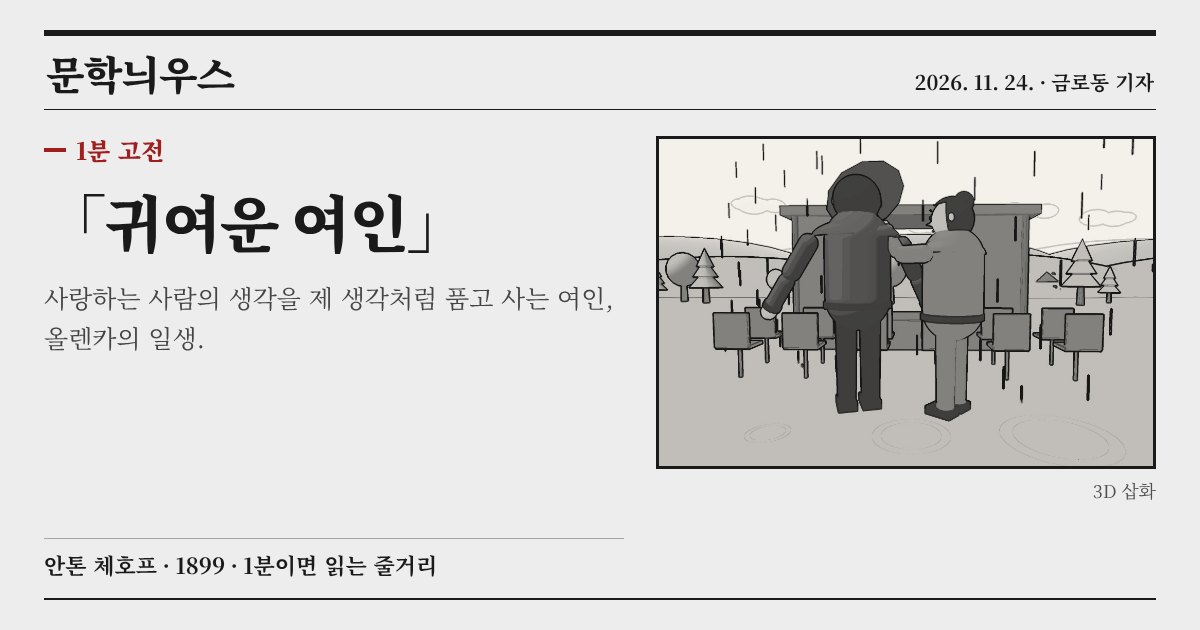 문학늬우스
2026. 11. 24. · 금로동 기자
1분 고전
「귀여운 여인」
사랑하는 사람의 생각을 제 생각처럼 품고 사는 여인,
올렌카의 일생.
3D 삽화
안톤 체호프 · 1899 · 1분이면 읽는 줄거리